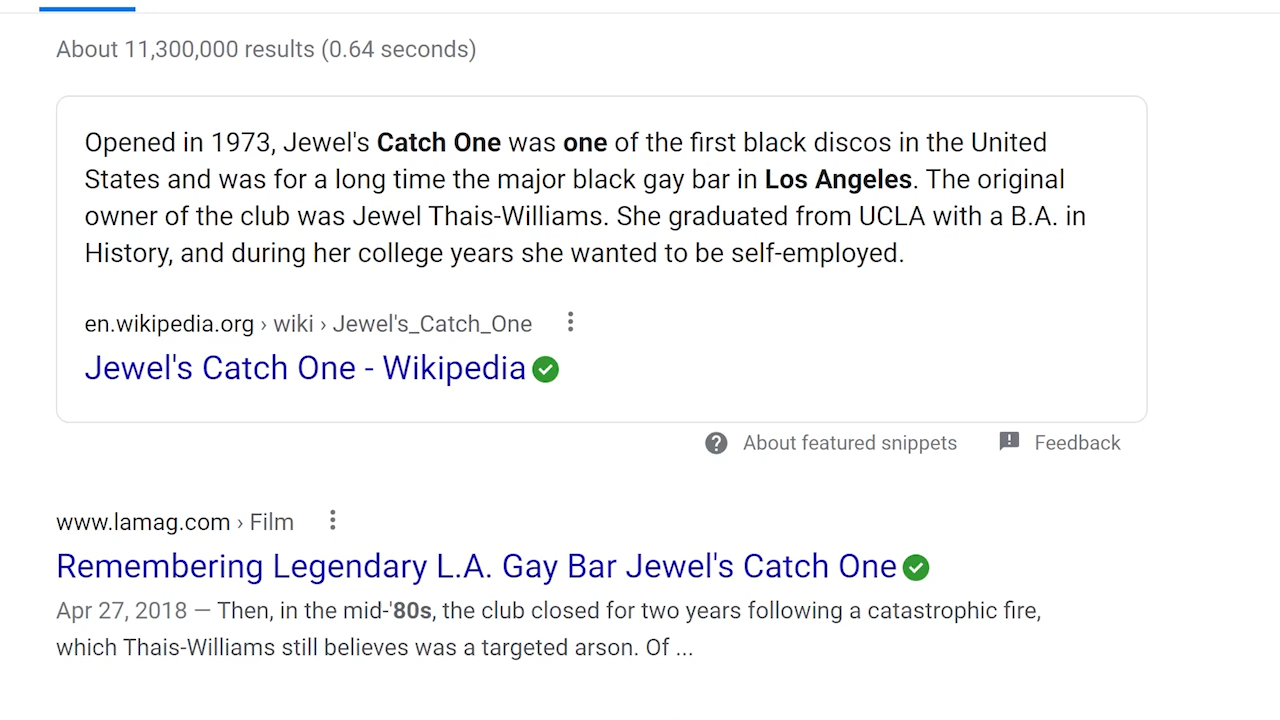 About 11,300,000 results (0.64 seconds)
Opened in 1973, Jewel's Catch One was one of the first black discos in the United
States and was for a long time the major black gay bar in Los Angeles. The original
owner of the club was Jewel Thais-Williams. She graduated from UCLA with a B.A. in
History, and during her college years she wanted to be self-employed.
en.wikipedia.org › wiki › Jewel's_Catch_One
Jewel's Catch One - Wikipedia
About featured snippets Feedback
www.lamag.com › Film
Remembering Legendary L.A. Gay Bar Jewel's Catch One
Apr 27, 2018 — Then, in the mid-'80s, the club closed for two years following a catastrophic fire,
which Thais-Williams still believes was a targeted arson. Of ...